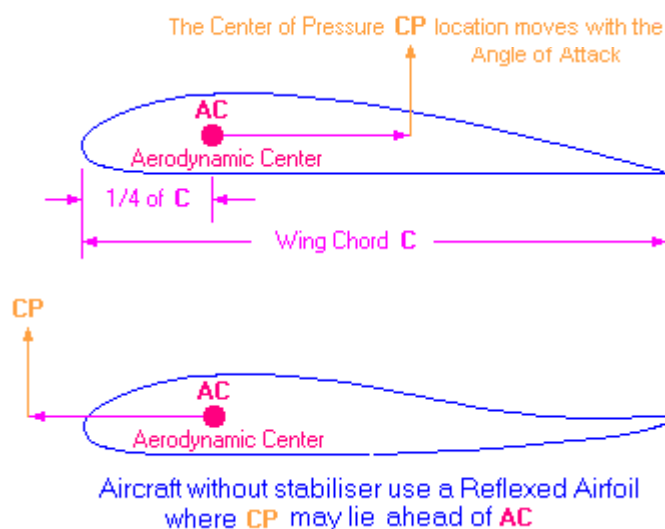 The Center of Pressure CP location moves with the
Angle of Attack
AC
Aerodynamic Center
1/4 of C
Wing Chord C
CP
AC
Aerodynamic Center
Aircraft without stabiliser use a Reflexed Airfoil
where CP may lie ahead of AC